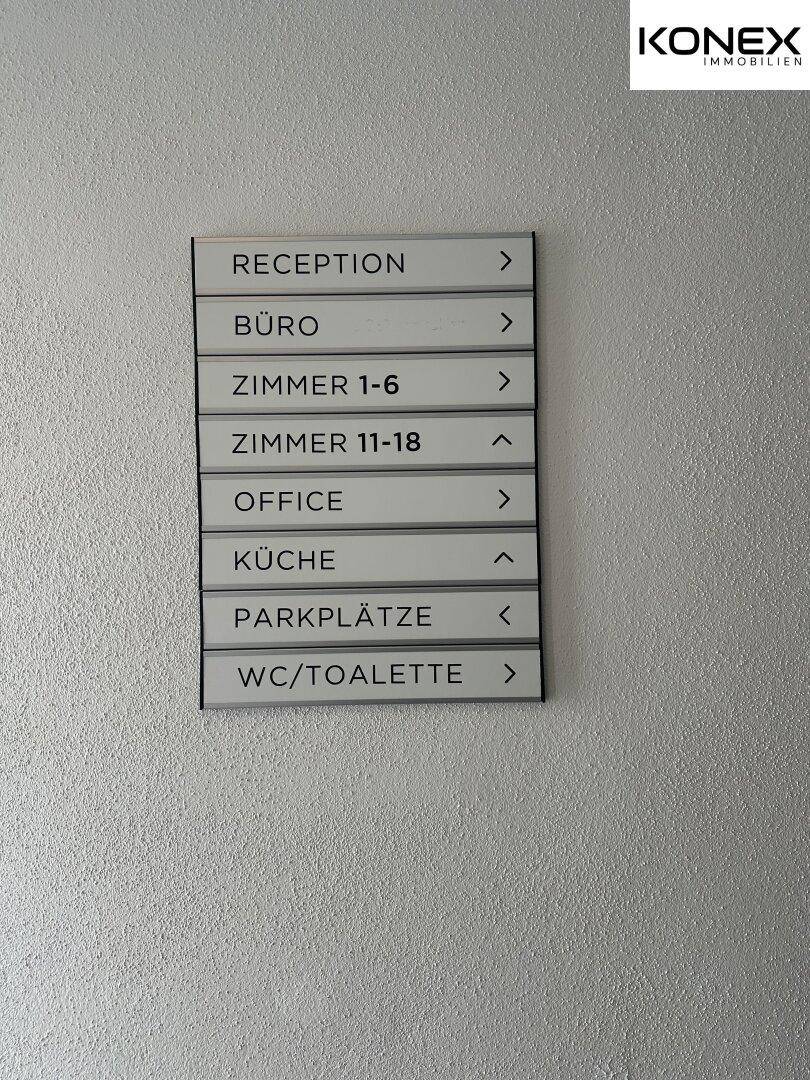 KONEX
IMMOBILIEN
RECEPTION >
BÜRO >
ZIMMER 1-6 >
ZIMMER 11-18 ^
OFFICE >
KÜCHE ^
PARKPLÄTZE <
WC/TOALETTE >